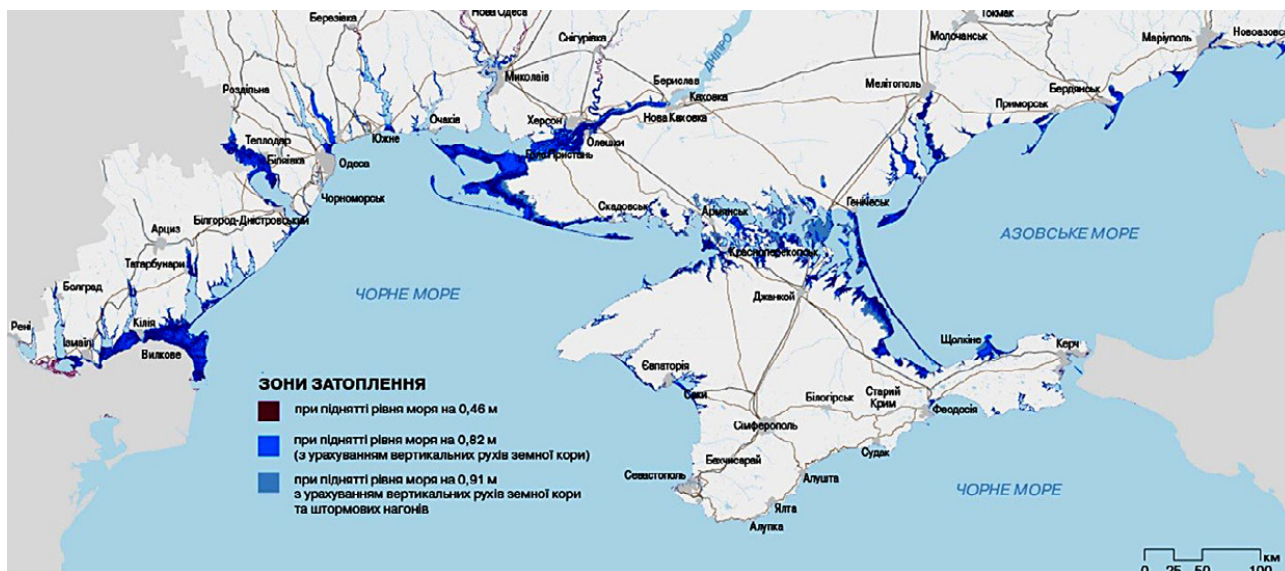 Березівка
Нова Одеса
Снігурівка
Токмак
Молочанськ
Маріуполь
Новоазовськ
ДНІПРО
Миколаїв
Берислав
Каховка
Мелітополь
Бердянськ
Роздільна
Приморськ
Очаків
Херсон
Нова Каховка
Южне
Теплодар
Олешки
Біляївка
Гола Пристань
Одеса
Чорноморськ
Генічеськ
Скадовськ
Армянськ
Білгород-Дністровський
Арциз
АЗОВСЬКЕ МОРЕ
Красноперекопськ
Татарбунари
Болград
ЧОРНЕ МОРЕ
Джанкой
Рені
Кілія
Ізмаїл
Вилкове
Щолкіне
Керч
Євпаторія
ЗОНИ ЗАТОПЛЕННЯ
Саки
Старий
Крим
Білогірськ
при піднятті рівня моря на 0,46 м
Феодосія
Сімферополь
при піднятті рівня моря на 0,82 м
(з урахуванням вертикальних рухів земної кори)
Судак
Бахчисарай
Севастополь
Алушта
при піднятті рівня моря на 0,91 м
з урахуванням вертикальних рухів земної кори
та штормових нагонів
ЧОРНЕ МОРЕ
Ялта
Алупка
КМ
0 25 50 100